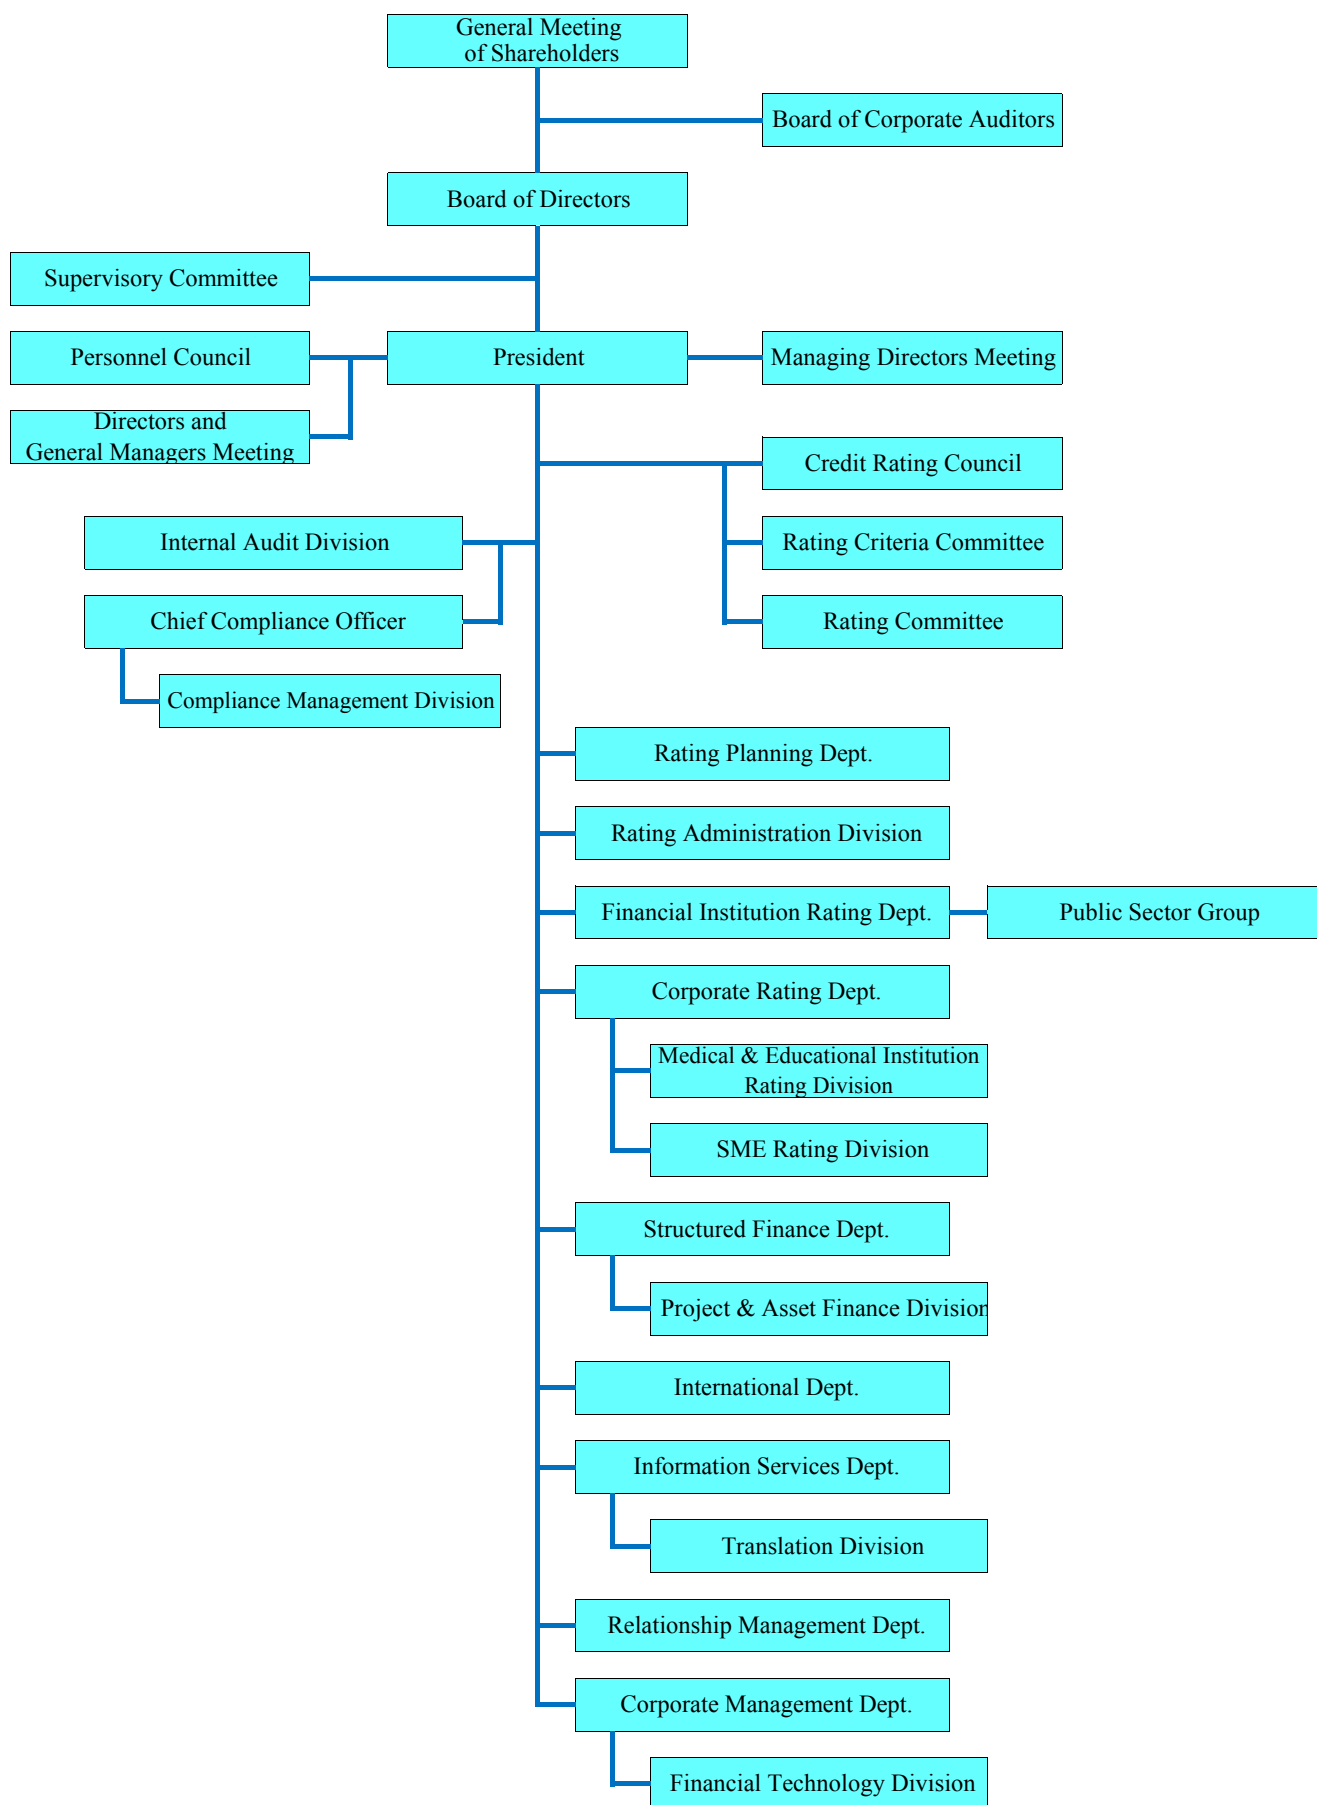 General Meeting
of Shareholders
Board of Corporate Auditors
Board of Directors
Supervisory Committee
Personnel Council
President
Managing Directors Meeting
Directors and
General Managers Meeting
Credit Rating Council
Internal Audit Division
Rating Criteria Committee
Chief Compliance Officer
Rating Committee
Compliance Management Division
Rating Planning Dept.
Rating Administration Division
Financial Institution Rating Dept.
Public Sector Group
Corporate Rating Dept.
Medical & Educational Institution
Rating Division
SME Rating Division
Structured Finance Dept.
Project & Asset Finance Division
International Dept.
Information Services Dept.
Translation Division
Relationship Management Dept.
Corporate Management Dept.
Financial Technology Division